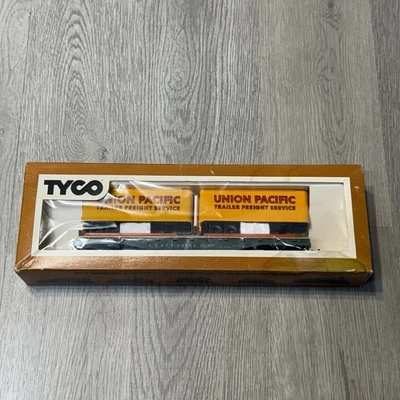 TYCO
UNION PACIFIC
TRAILER FREIGHT SERVICE
UNION PACIFIC
TRAILER FREIGHT SERVICE